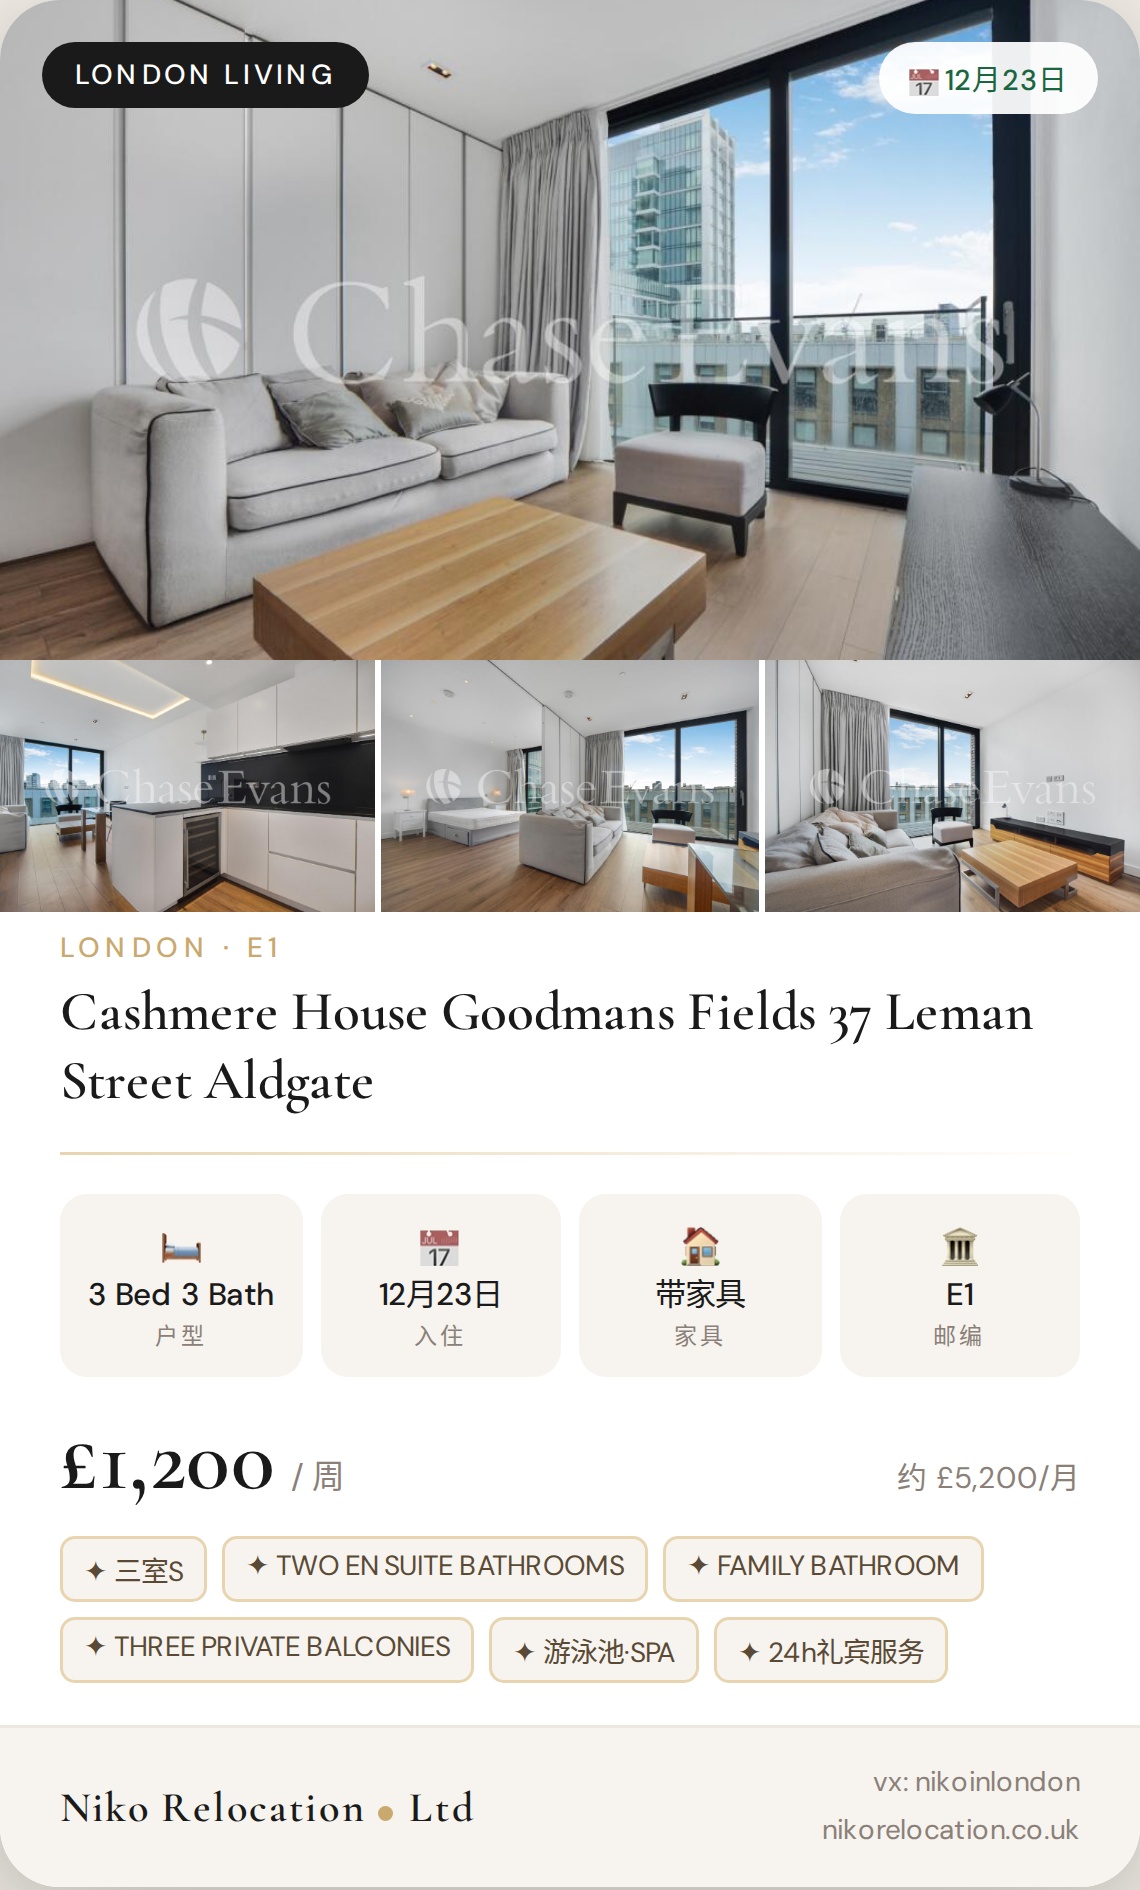 LONDON LIVING
12月23日
Chase Evans
Chase Evans
Chase Evans
Chase Evans
LONDON · E1
Cashmere House Goodmans Fields 37 Leman
Street Aldgate
3 Bed 3 Bath
户型
12月23日
入住
带家具
家具
E1
邮编
£1,200 / 周
约 £5,200/月
✦ 三室S
✦ TWO EN SUITE BATHROOMS
✦ FAMILY BATHROOM
✦ THREE PRIVATE BALCONIES
✦ 游泳池·SPA
✦ 24h礼宾服务
Niko Relocation ● Ltd
vx: nikoinlondon
nikorelocation.co.uk